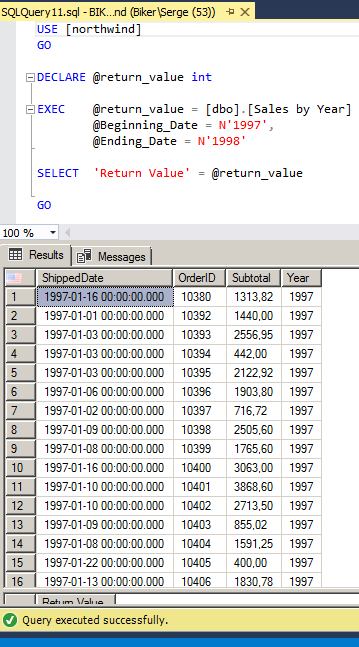 SQLQuery11.sql - BIK...nd (Biker\Serge (53))
USE [northwind]
GO
DECLARE @return_value int
EXEC @return_value = [dbo].[Sales by Year]
@Beginning_Date = N'1997',
@Ending_Date = N'1998'
SELECT 'Return Value' = @return_value
GO
100 %
Results Messages
ShippedDate OrderID Subtotal Year
1 1997-01-16 00:00:00.000 10380 1313,82 1997
2 1997-01-01 00:00:00.000 10392 1440,00 1997
3 1997-01-03 00:00:00.000 10393 2556,95 1997
4 1997-01-03 00:00:00.000 10394 442,00 1997
5 1997-01-03 00:00:00.000 10395 2122,92 1997
6 1997-01-06 00:00:00.000 10396 1903,80 1997
7 1997-01-02 00:00:00.000 10397 716,72 1997
8 1997-01-09 00:00:00.000 10398 2505,60 1997
9 1997-01-08 00:00:00.000 10399 1765,60 1997
10 1997-01-16 00:00:00.000 10400 3063,00 1997
11 1997-01-10 00:00:00.000 10401 3868,60 1997
12 1997-01-10 00:00:00.000 10402 2713,50 1997
13 1997-01-09 00:00:00.000 10403 855,02 1997
14 1997-01-08 00:00:00.000 10404 1591,25 1997
15 1997-01-22 00:00:00.000 10405 400,00 1997
16 1997-01-13 00:00:00.000 10406 1830,78 1997
Return Value
Query executed successfully.